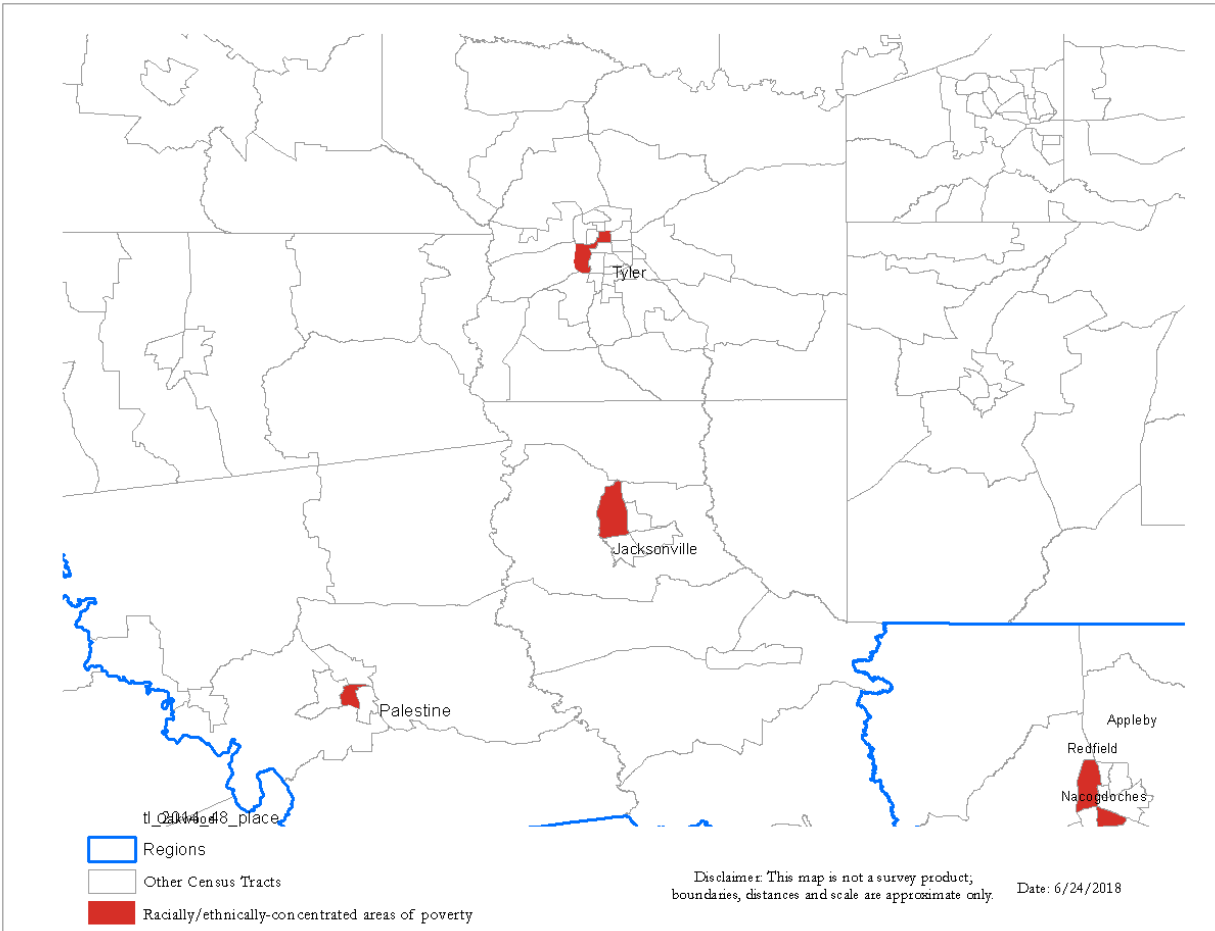 Tyler
Jacksonville
Palestine
Appleby
Redfield
Nacogdoches
tl_2014_48_place
Oakwood
Regions
Other Census Tracts
Racially/ethnically-concentrated areas of poverty
Disclaimer: This map is not a survey product;
boundaries, distances and scale are approximate only.
Date: 6/24/2018